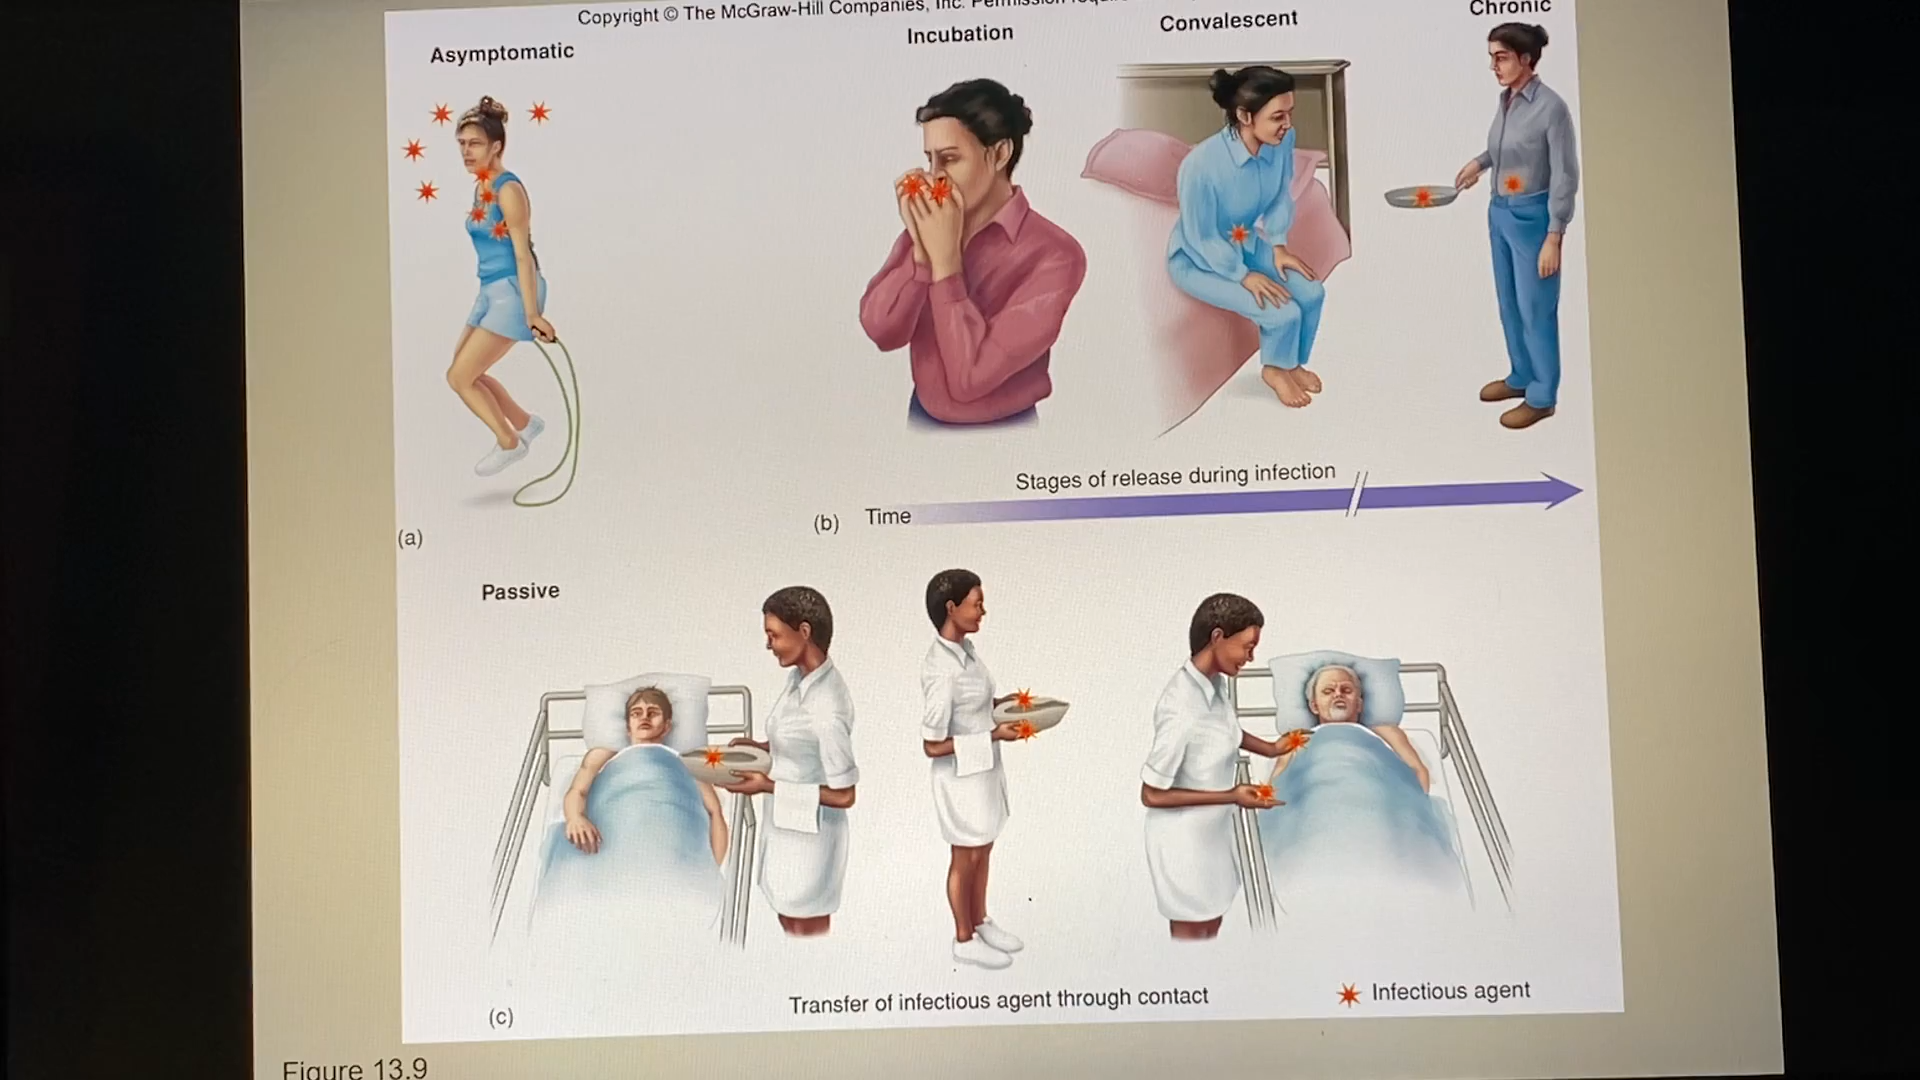 Copyright © The McGraw-Hill Companies, Inc.
Asymptomatic
Incubation
Convalescent
Chronic
Stages of release during infection
(b) Time
(a)
Passive
Transfer of infectious agent through contact
Infectious agent
(c)
Figure 13.9